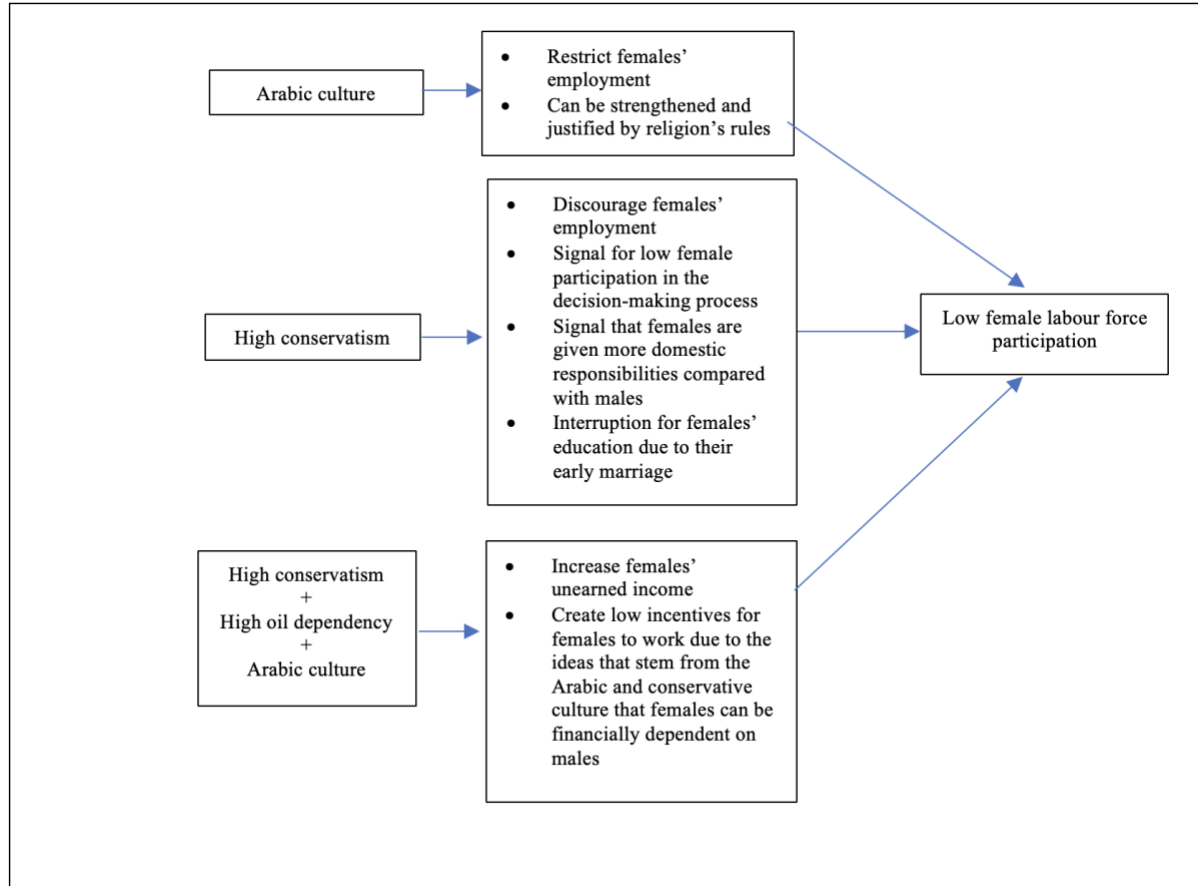 Arabic culture
• Restrict females’
employment
• Can be strengthened and
justified by religion’s rules
High conservatism
• Discourage females’
employment
• Signal for low female
participation in the
decision-making process
• Signal that females are
given more domestic
responsibilities compared
with males
• Interruption for females’
education due to their
early marriage
Low female labour force
participation
High conservatism
+
High oil dependency
+
Arabic culture
• Increase females’
unearned income
• Create low incentives for
females to work due to the
ideas that stem from the
Arabic and conservative
culture that females can be
financially dependent on
males